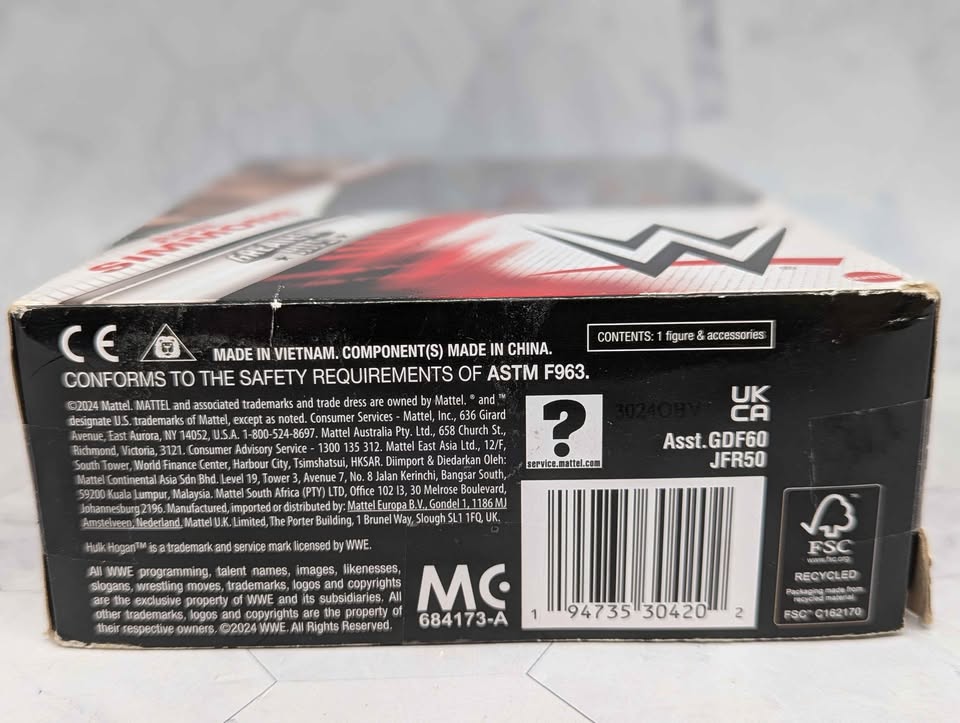 SIMMONS
W
CE
MADE IN VIETNAM. COMPONENT(S) MADE IN CHINA.
CONTENTS: 1 figure & accessories
CONFORMS TO THE SAFETY REQUIREMENTS OF ASTM F963.
©2024 Mattel. MATTEL and associated trademarks and trade dress are owned by Mattel. ® and ™
designate U.S. trademarks of Mattel, except as noted. Consumer Services - Mattel, Inc., 636 Girard
Avenue, East Aurora, NY 14052, U.S.A. 1-800-524-8697. Mattel Australia Pty. Ltd., 658 Church St.,
Richmond, Victoria, 3121. Consumer Advisory Service - 1300 135 312. Mattel East Asia Ltd., 12/F,
South Tower, World Finance Center, Harbour City, Tsimshatsui, HKSAR. Diimport & Diedarkan Oleh:
Mattel Continental Asia Sdn Bhd. Level 19, Tower 3, Avenue 7, No. 8 Jalan Kerinchi, Bangsar South,
59200 Kuala Lumpur, Malaysia. Mattel South Africa (PTY) LTD, Office 102 I3, 30 Melrose Boulevard,
Johannesburg 2196. Manufactured, imported or distributed by: Mattel Europa B.V., Gondel 1, 1186 MJ
Amstelveen, Nederland. Mattel U.K. Limited, The Porter Building, 1 Brunel Way, Slough SL1 1FQ, UK.
Hulk Hogan™ is a trademark and service mark licensed by WWE.
All WWE programming, talent names, images, likenesses,
slogans, wrestling moves, trademarks, logos and copyrights
are the exclusive property of WWE and its subsidiaries. All
other trademarks, logos and copyrights are the property of
their respective owners. ©2024 WWE. All Rights Reserved.
MC
684173-A
?
service.mattel.com
UK
CA
Asst.GDF60
JFR50
1 94735 30420 2
FSC
www.fsc.org
RECYCLED
Packaging made from
recycled material
FSC™ C162170